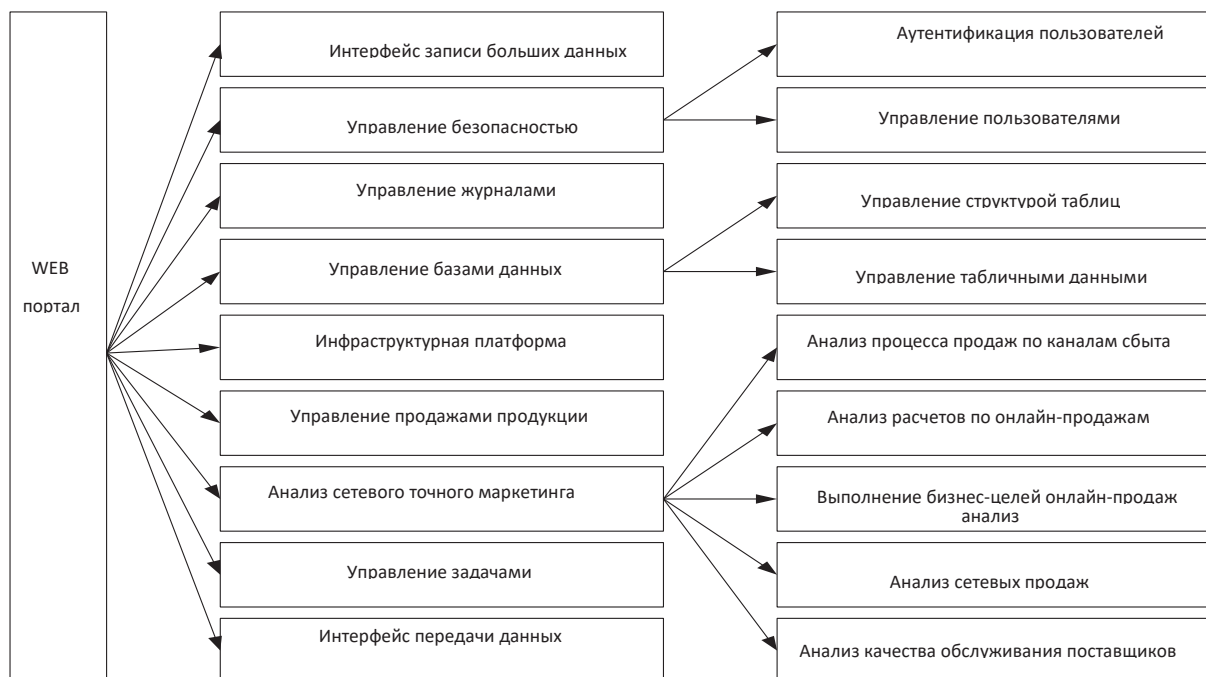 WEB
портал
Интерфейс записи больших данных
Управление безопасностью
Управление журналами
Управление базами данных
Инфраструктурная платформа
Управление продажами продукции
Анализ сетевого точного маркетинга
Управление задачами
Интерфейс передачи данных
Аутентификация пользователей
Управление пользователями
Управление структурой таблиц
Управление табличными данными
Анализ процесса продаж по каналам сбыта
Анализ расчетов по онлайн-продажам
Выполнение бизнес-целей онлайн-продаж
анализ
Анализ сетевых продаж
Анализ качества обслуживания поставщиков